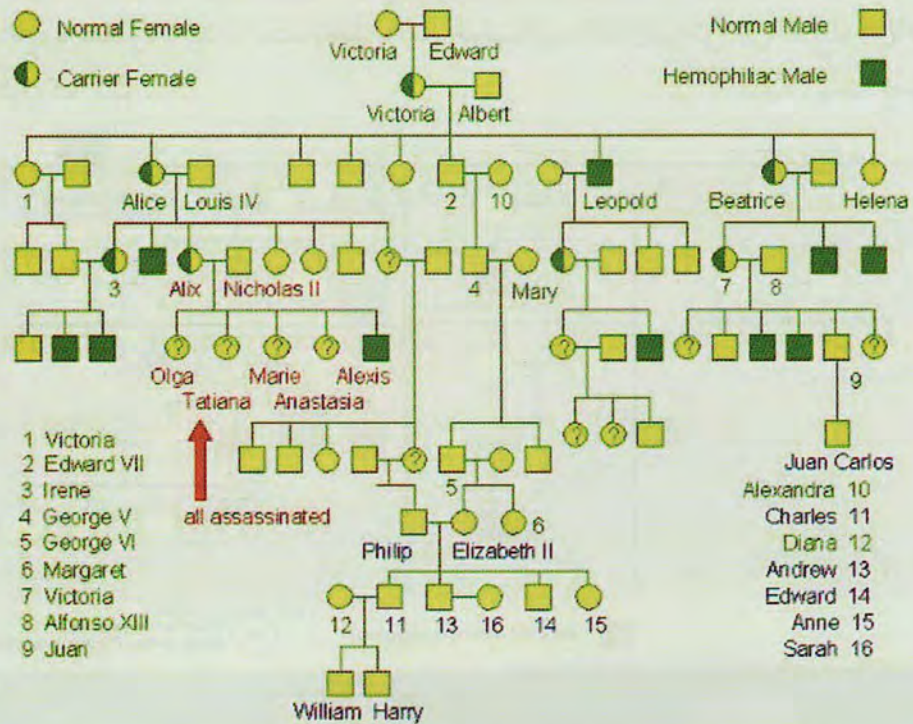 Normal Female
Normal Male
Victoria Edward
Carrier Female
Hemophiliac Male
Victoria Albert
1 Alice Louis IV 2 10 Leopold Beatrice Helena
? 
3 Alix Nicholas II 4 Mary 7 8
? ? ? ? ? ? ?
Olga Marie Alexis 9
Tatiana Anastasia
? ?
?
Juan Carlos
5
all assassinated
6
Philip Elizabeth II
1 Victoria
2 Edward VII
3 Irene
4 George V
5 George VI
6 Margaret
7 Victoria
8 Alfonso XIII
9 Juan
Alexandra 10
Charles 11
Diana 12
Andrew 13
Edward 14
Anne 15
Sarah 16
12 11 13 16 14 15
William Harry